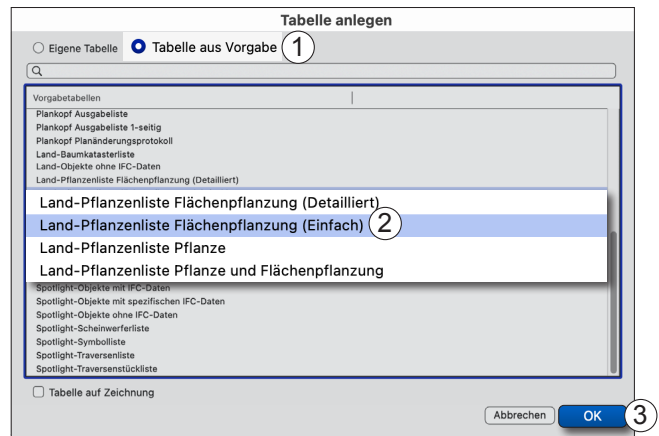 Tabelle anlegen
Eigene Tabelle
Tabelle aus Vorgabe
1
Vorgabetabellen
Plankopf Ausgabeliste
Plankopf Ausgabeliste 1-seitig
Plankopf Planänderungsprotokoll
Land-Baumkatasterliste
Land-Objekte ohne IFC-Daten
Land-Pflanzenliste Flächenpflanzung (Detailliert)
Land-Pflanzenliste Flächenpflanzung (Detailliert)
Land-Pflanzenliste Flächenpflanzung (Einfach)
2
Land-Pflanzenliste Pflanze
Land-Pflanzenliste Pflanze und Flächenpflanzung
Spotlight-Objekte mit IFC-Daten
Spotlight-Objekte mit spezifischen IFC-Daten
Spotlight-Objekte ohne IFC-Daten
Spotlight-Scheinwerferliste
Spotlight-Symbolliste
Spotlight-Traversenliste
Spotlight-Traversenstückliste
Tabelle auf Zeichnung
Abbrechen
OK
3